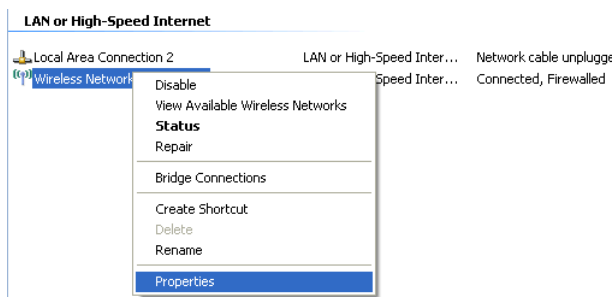 LAN or High-Speed Internet
Local Area Connection 2 LAN or High-Speed Inter... Network cable unplugge
Wireless Network Speed Inter... Connected, Firewalled
Disable
View Available Wireless Networks
Status
Repair
Bridge Connections
Create Shortcut
Delete
Rename
Properties